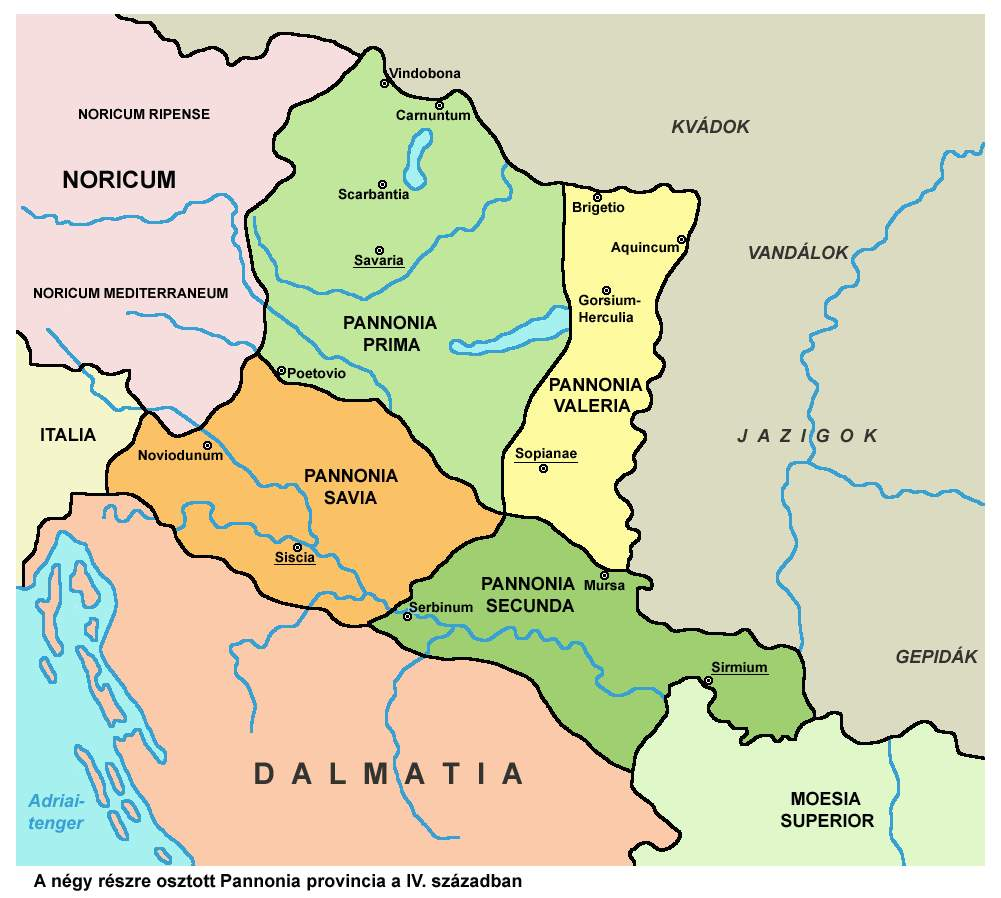 Vindobona
Carnuntum
NORICUM RIPENSE
KVÁDOK
NORICUM
Scarbantia
Brigetio
Aquincum
VANDÁLOK
Savaria
NORICUM MEDITERRANEUM
Gorsium-
Herculia
PANNONIA
PRIMA
Poetovio
PANNONIA
VALERIA
ITALIA
JAZIGOK
Noviodunum
Sopianae
PANNONIA
SAVIA
Siscia
PANNONIA
SECUNDA
Mursa
Serbinum
GEPIDÁK
Sirmium
DALMATIA
Adriai-
tenger
MOESIA
SUPERIOR
A négy részre osztott Pannonia provincia a IV. században